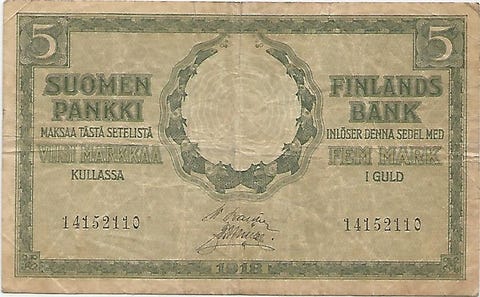 5 5
SUOMEN
PANKKI
MAKSAA TÄSTÄ SETELISTÄ
VIISI MARKKAA
KULLASSA
14152110
FINLANDS
BANK
INLÖSER DENNA SEDEL MED
FEM MARK
I GULD
14152110
1918